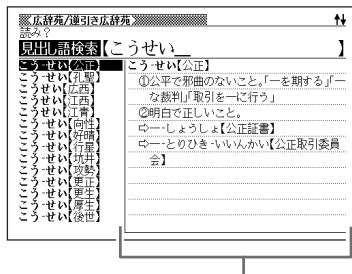 広辞苑/逆引き広辞苑
読み?
見出し語検索【こうせい_ 】
こう‐せい【公正】
こう‐せい【孔聖】
こう‐せい【広西】
こう‐せい【江西】
こう‐せい【江青】
こう‐せい【向性】
こう‐せい【好晴】
こう‐せい【行星】
こう‐せい【坑井】
こう‐せい【攻勢】
こう‐せい【更正】
こう‐せい【更生】
こう‐せい【厚生】
こう‐せい【後世】
こう‐せい【公正】
①公平で邪曲のないこと。「―を期する」「―
な裁判」「取引を―に行う」
②明白で正しいこと。
⇨―‐しょうしょ【公正証書】
⇨―‐とりひき‐いいんかい【公正取引委員
会】